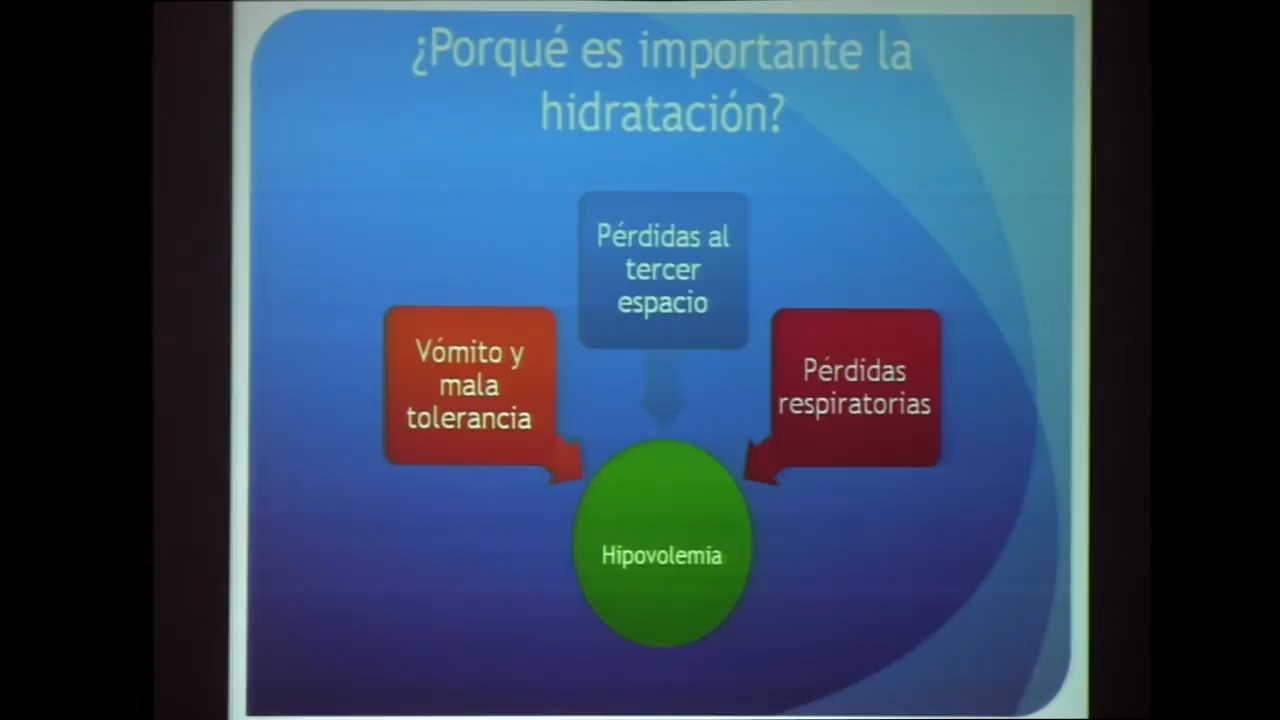 ¿Porqué es importante la
hidratación?
Pérdidas al
tercer
espacio
Vómito y
mala
tolerancia
Pérdidas
respiratorias
Hipovolemia